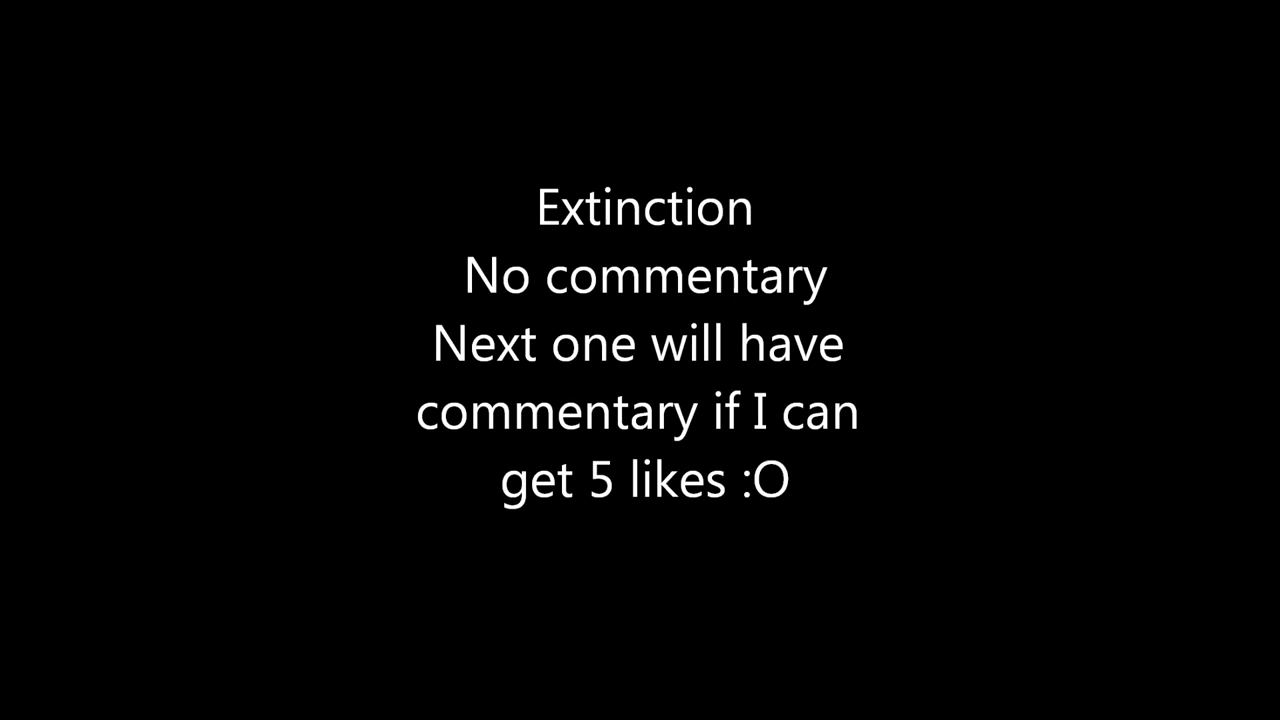 Extinction
No commentary
Next one will have
commentary if I can
get 5 likes :O